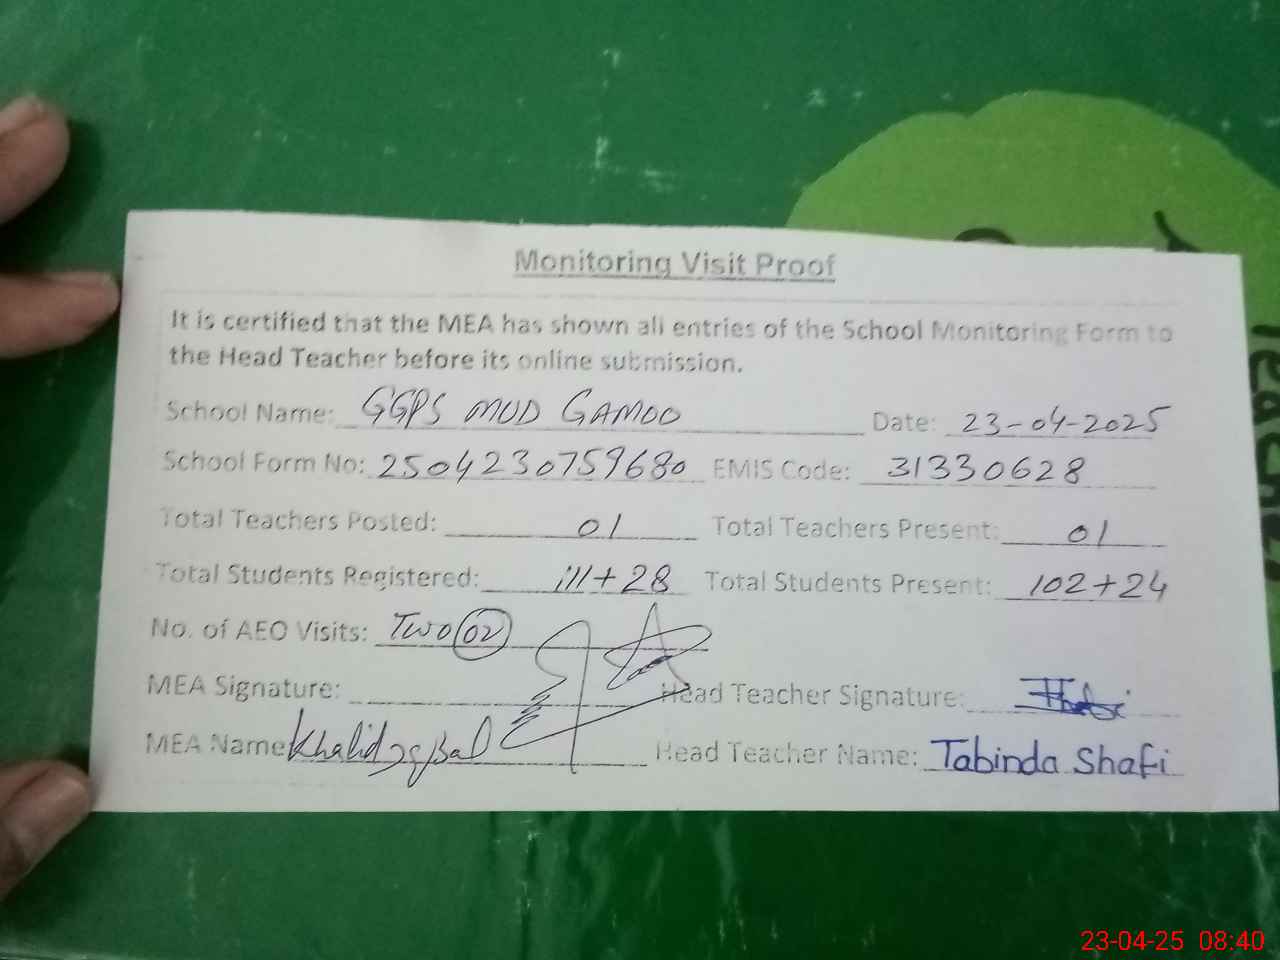 Monitoring Visit Proof
It is certified that the MEA has shown all entries of the School Monitoring Form to
the Head Teacher before its online submission.
School Name: GGPS MUD GAMOO Date: 23-04-2025
School Form No: 2504230759680 EMIS Code: 31330628
Total Teachers Posted: 01 Total Teachers Present: 01
Total Students Registered: 111+28 Total Students Present: 102+24
No. of AEO Visits: Two 02
MEA Signature: Head Teacher Signature:
MEA Name Khalid Iqbal Head Teacher Name: Tabinda Shafi
23-04-25 08:40